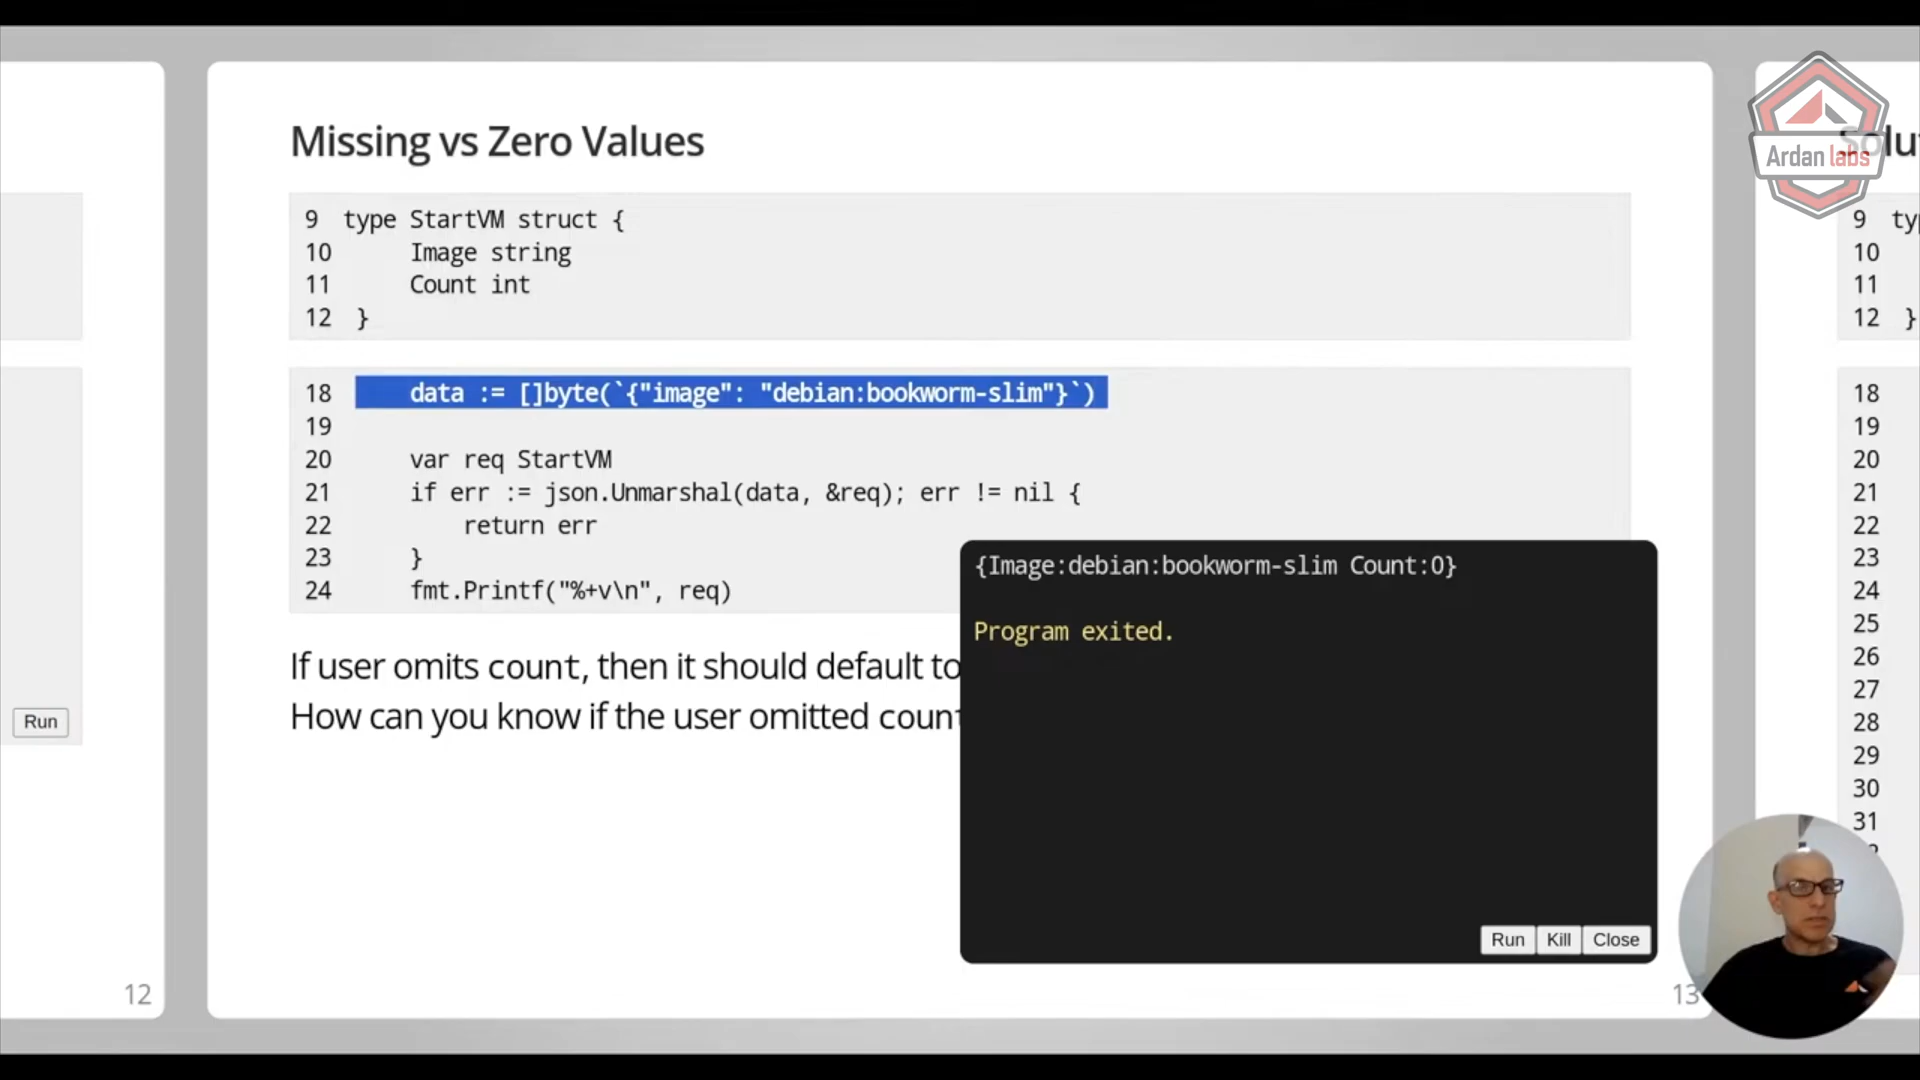 Missing vs Zero Values
9 type StartVM struct {
10 Image string
11 Count int
12 }
18 data := []byte(`{"image": "debian:bookworm-slim"}`)
19
20 var req StartVM
21 if err := json.Unmarshal(data, &req); err != nil {
22 return err
23 }
24 fmt.Printf("%+v\n", req)
If user omits count, then it should default to
How can you know if the user omitted count
{Image:debian:bookworm-slim Count:0}
Program exited.
Run Kill Close
13
Run
12
Ardan labs
Solu
9 typ
10
11
12 }
18
19
20
21
22
23
24
25
26
27
28
29
30
31